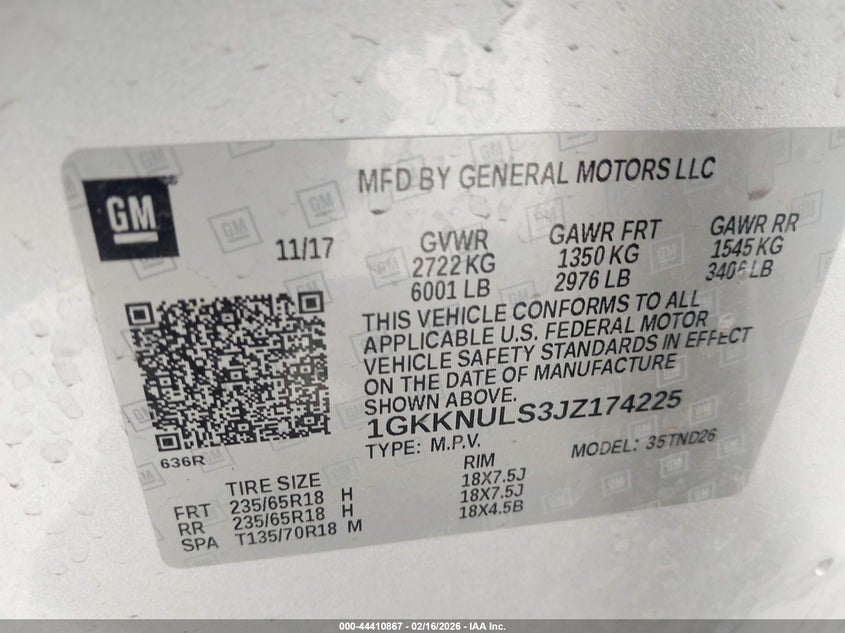 GM
MFD BY GENERAL MOTORS LLC
11/17
GVWR
2722 KG
6001 LB
GAWR FRT
1350 KG
2976 LB
GAWR RR
1545 KG
3406 LB
THIS VEHICLE CONFORMS TO ALL
APPLICABLE U.S. FEDERAL MOTOR
VEHICLE SAFETY STANDARDS IN EFFECT
ON THE DATE OF MANUFACTURE
SHOWN ABOVE.
1GKKNULS3JZ174225
TYPE: M.P.V.
MODEL: 35TND26
636R
TIRE SIZE
RIM
FRT 235/65R18 H 18X7.5J
RR 235/65R18 H 18X7.5J
SPA T135/70R18 M 18X4.5B
000-44410867 - 02/16/2026 - IAA Inc.